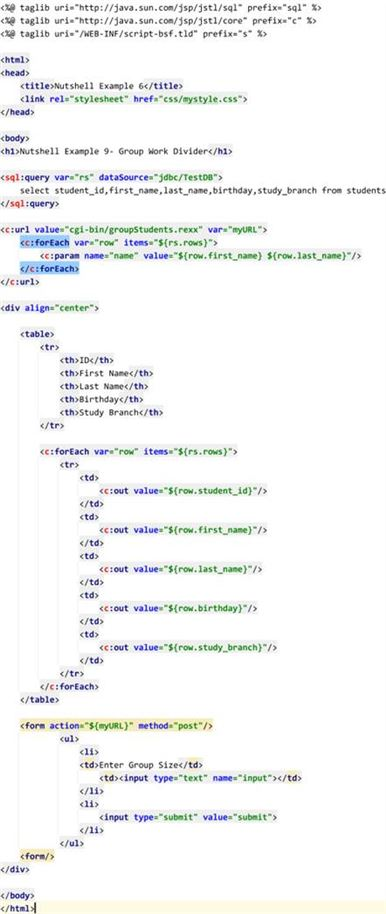 <%@ taglib uri="http://java.sun.com/jsp/jstl/sql" prefix="sql" %>
<%@ taglib uri="http://java.sun.com/jsp/jstl/core" prefix="c" %>
<%@ taglib uri="/WEB-INF/script-bsf.tld" prefix="s" %>
<html>
<head>
<title>Nutshell Example 6</title>
<link rel="stylesheet" href="css/mystyle.css">
</head>
<body>
<h1>Nutshell Example 9- Group Work Divider</h1>
<sql:query var="rs" dataSource="jdbc/TestDB">
select student_id,first_name,last_name,birthday,study_branch from students
</sql:query>
<c:url value="cgi-bin/groupStudents.rexx" var="myURL">
<c:forEach var="row" items="${rs.rows}">
<c:param name="name" value="${row.first_name} ${row.last_name}"/>
</c:forEach>
</c:url>
<div align="center">
<table>
<tr>
<th>ID</th>
<th>First Name</th>
<th>Last Name</th>
<th>Birthday</th>
<th>Study Branch</th>
</tr>
<c:forEach var="row" items="${rs.rows}">
<tr>
<td>
<c:out value="${row.student_id}"/>
</td>
<td>
<c:out value="${row.first_name}"/>
</td>
<td>
<c:out value="${row.last_name}"/>
</td>
<td>
<c:out value="${row.birthday}"/>
</td>
<td>
<c:out value="${row.study_branch}"/>
</td>
</tr>
</c:forEach>
</table>
<form action="${myURL}" method="post"/>
<ul>
<li>
<td>Enter Group Size</td>
<td><input type="text" name="input"></td>
</li>
<li>
<input type="submit" value="submit">
</li>
</ul>
<form/>
</div>
</body>
</html>